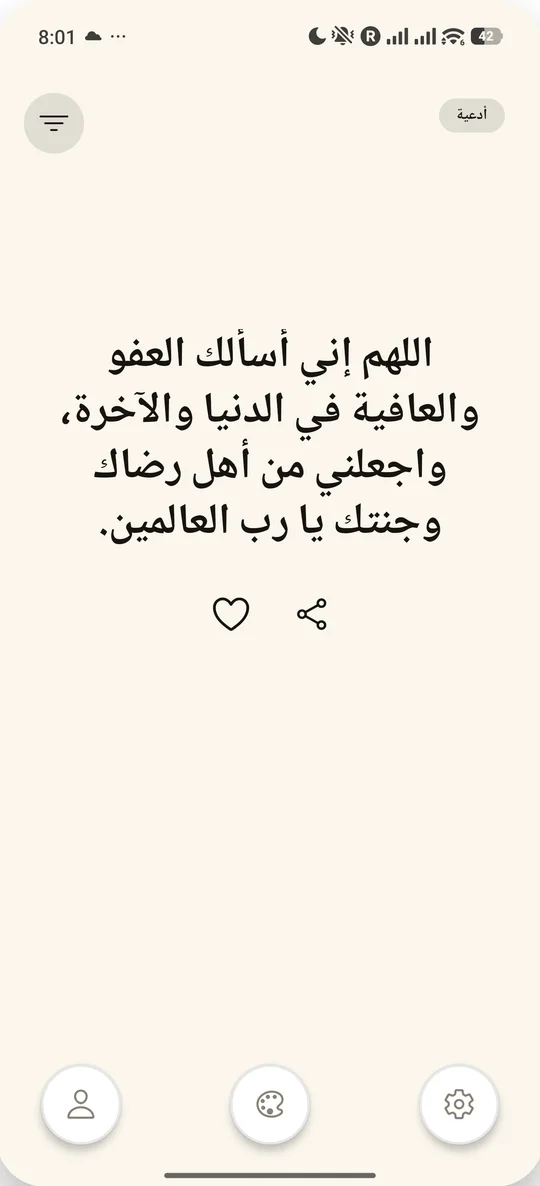 8:01
R
42
أدعية
اللهم إني أسألك العفو
والعافية في الدنيا والآخرة،
واجعلني من أهل رضاك
وجنتك يا رب العالمين.